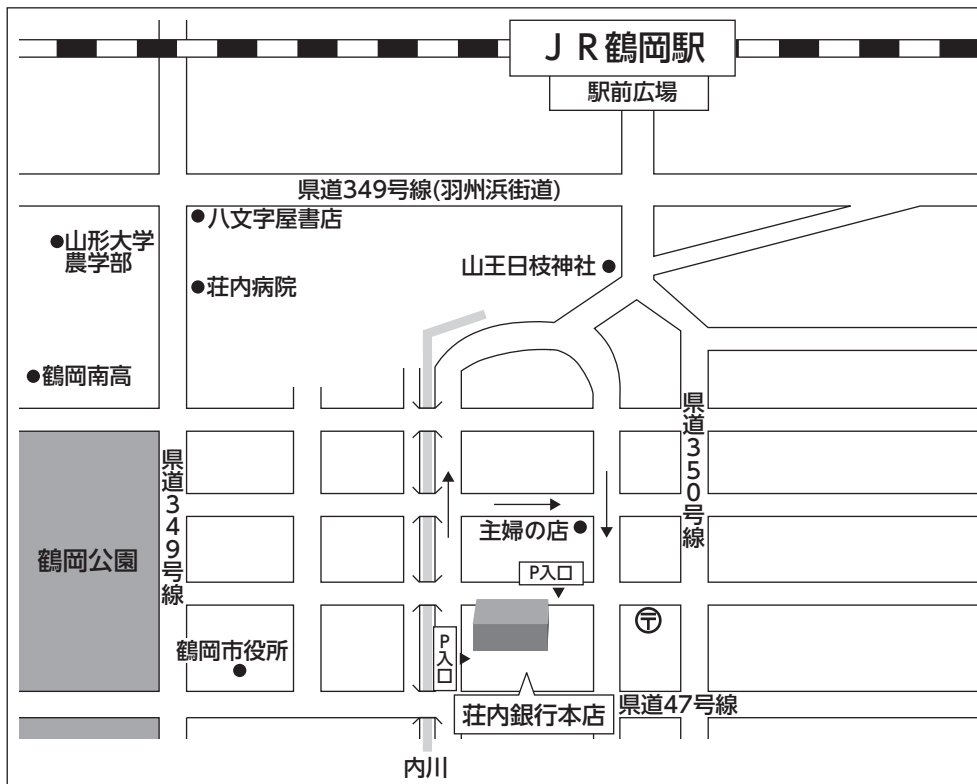 ＪＲ鶴岡駅
駅前広場
県道349号線(羽州浜街道)
八文字屋書店
山形大学
農学部
山王日枝神社
荘内病院
鶴岡南高
県道350号線
県道349号線
主婦の店
鶴岡公園
P入口
〒
鶴岡市役所
P入口
県道47号線
荘内銀行本店
内川